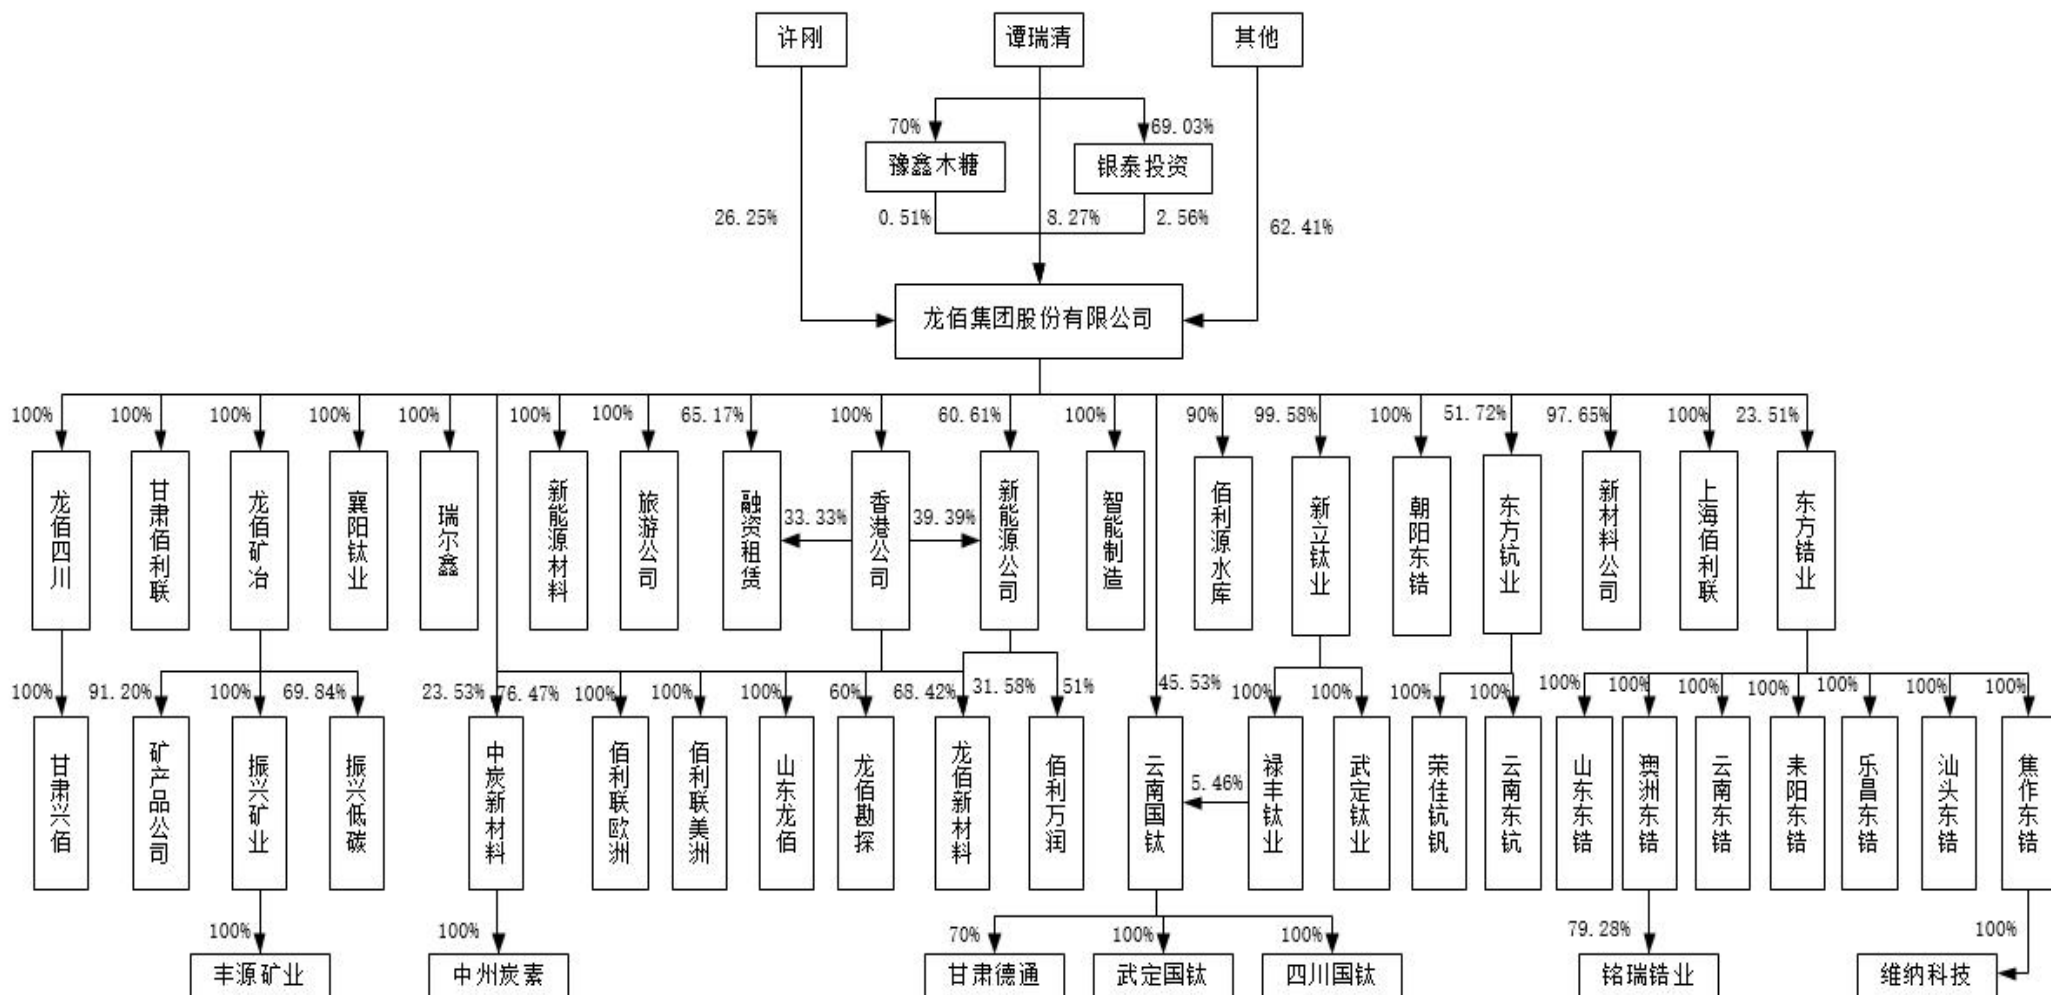 许刚
谭瑞清
其他
70%
69.03%
豫鑫木糖
银泰投资
26.25%
0.51%
8.27%
2.56%
62.41%
龙佰集团股份有限公司
100%
100%
100%
100%
100%
100%
100%
65.17%
100%
60.61%
100%
90%
99.58%
100%
51.72%
97.65%
100%
23.51%
龙佰四川
甘肃佰利联
龙佰矿冶
襄阳钛业
瑞尔鑫
新能源材料
旅游公司
融资租赁
33.33%
香港公司
39.39%
新能源公司
智能制造
佰利源水库
新立钛业
朝阳东锆
东方钪业
新材料公司
上海佰利联
东方锆业
100%
91.20%
100%
69.84%
23.53%
76.47%
100%
100%
100%
60%
68.42%
31.58%
51%
45.53%
100%
100%
100%
100%
100%
100%
100%
100%
100%
100%
100%
甘肃兴佰
矿产品公司
振兴矿业
振兴低碳
中炭新材料
佰利联欧洲
佰利联美洲
山东龙佰
龙佰勘探
龙佰新材料
佰利万润
云南国钛
5.46%
禄丰钛业
武定钛业
荣佳钪钒
云南东钪
山东东锆
澳洲东锆
云南东锆
耒阳东锆
乐昌东锆
汕头东锆
焦作东锆
100%
100%
70%
100%
100%
79.28%
100%
丰源矿业
中州炭素
甘肃德通
武定国钛
四川国钛
铭瑞锆业
维纳科技